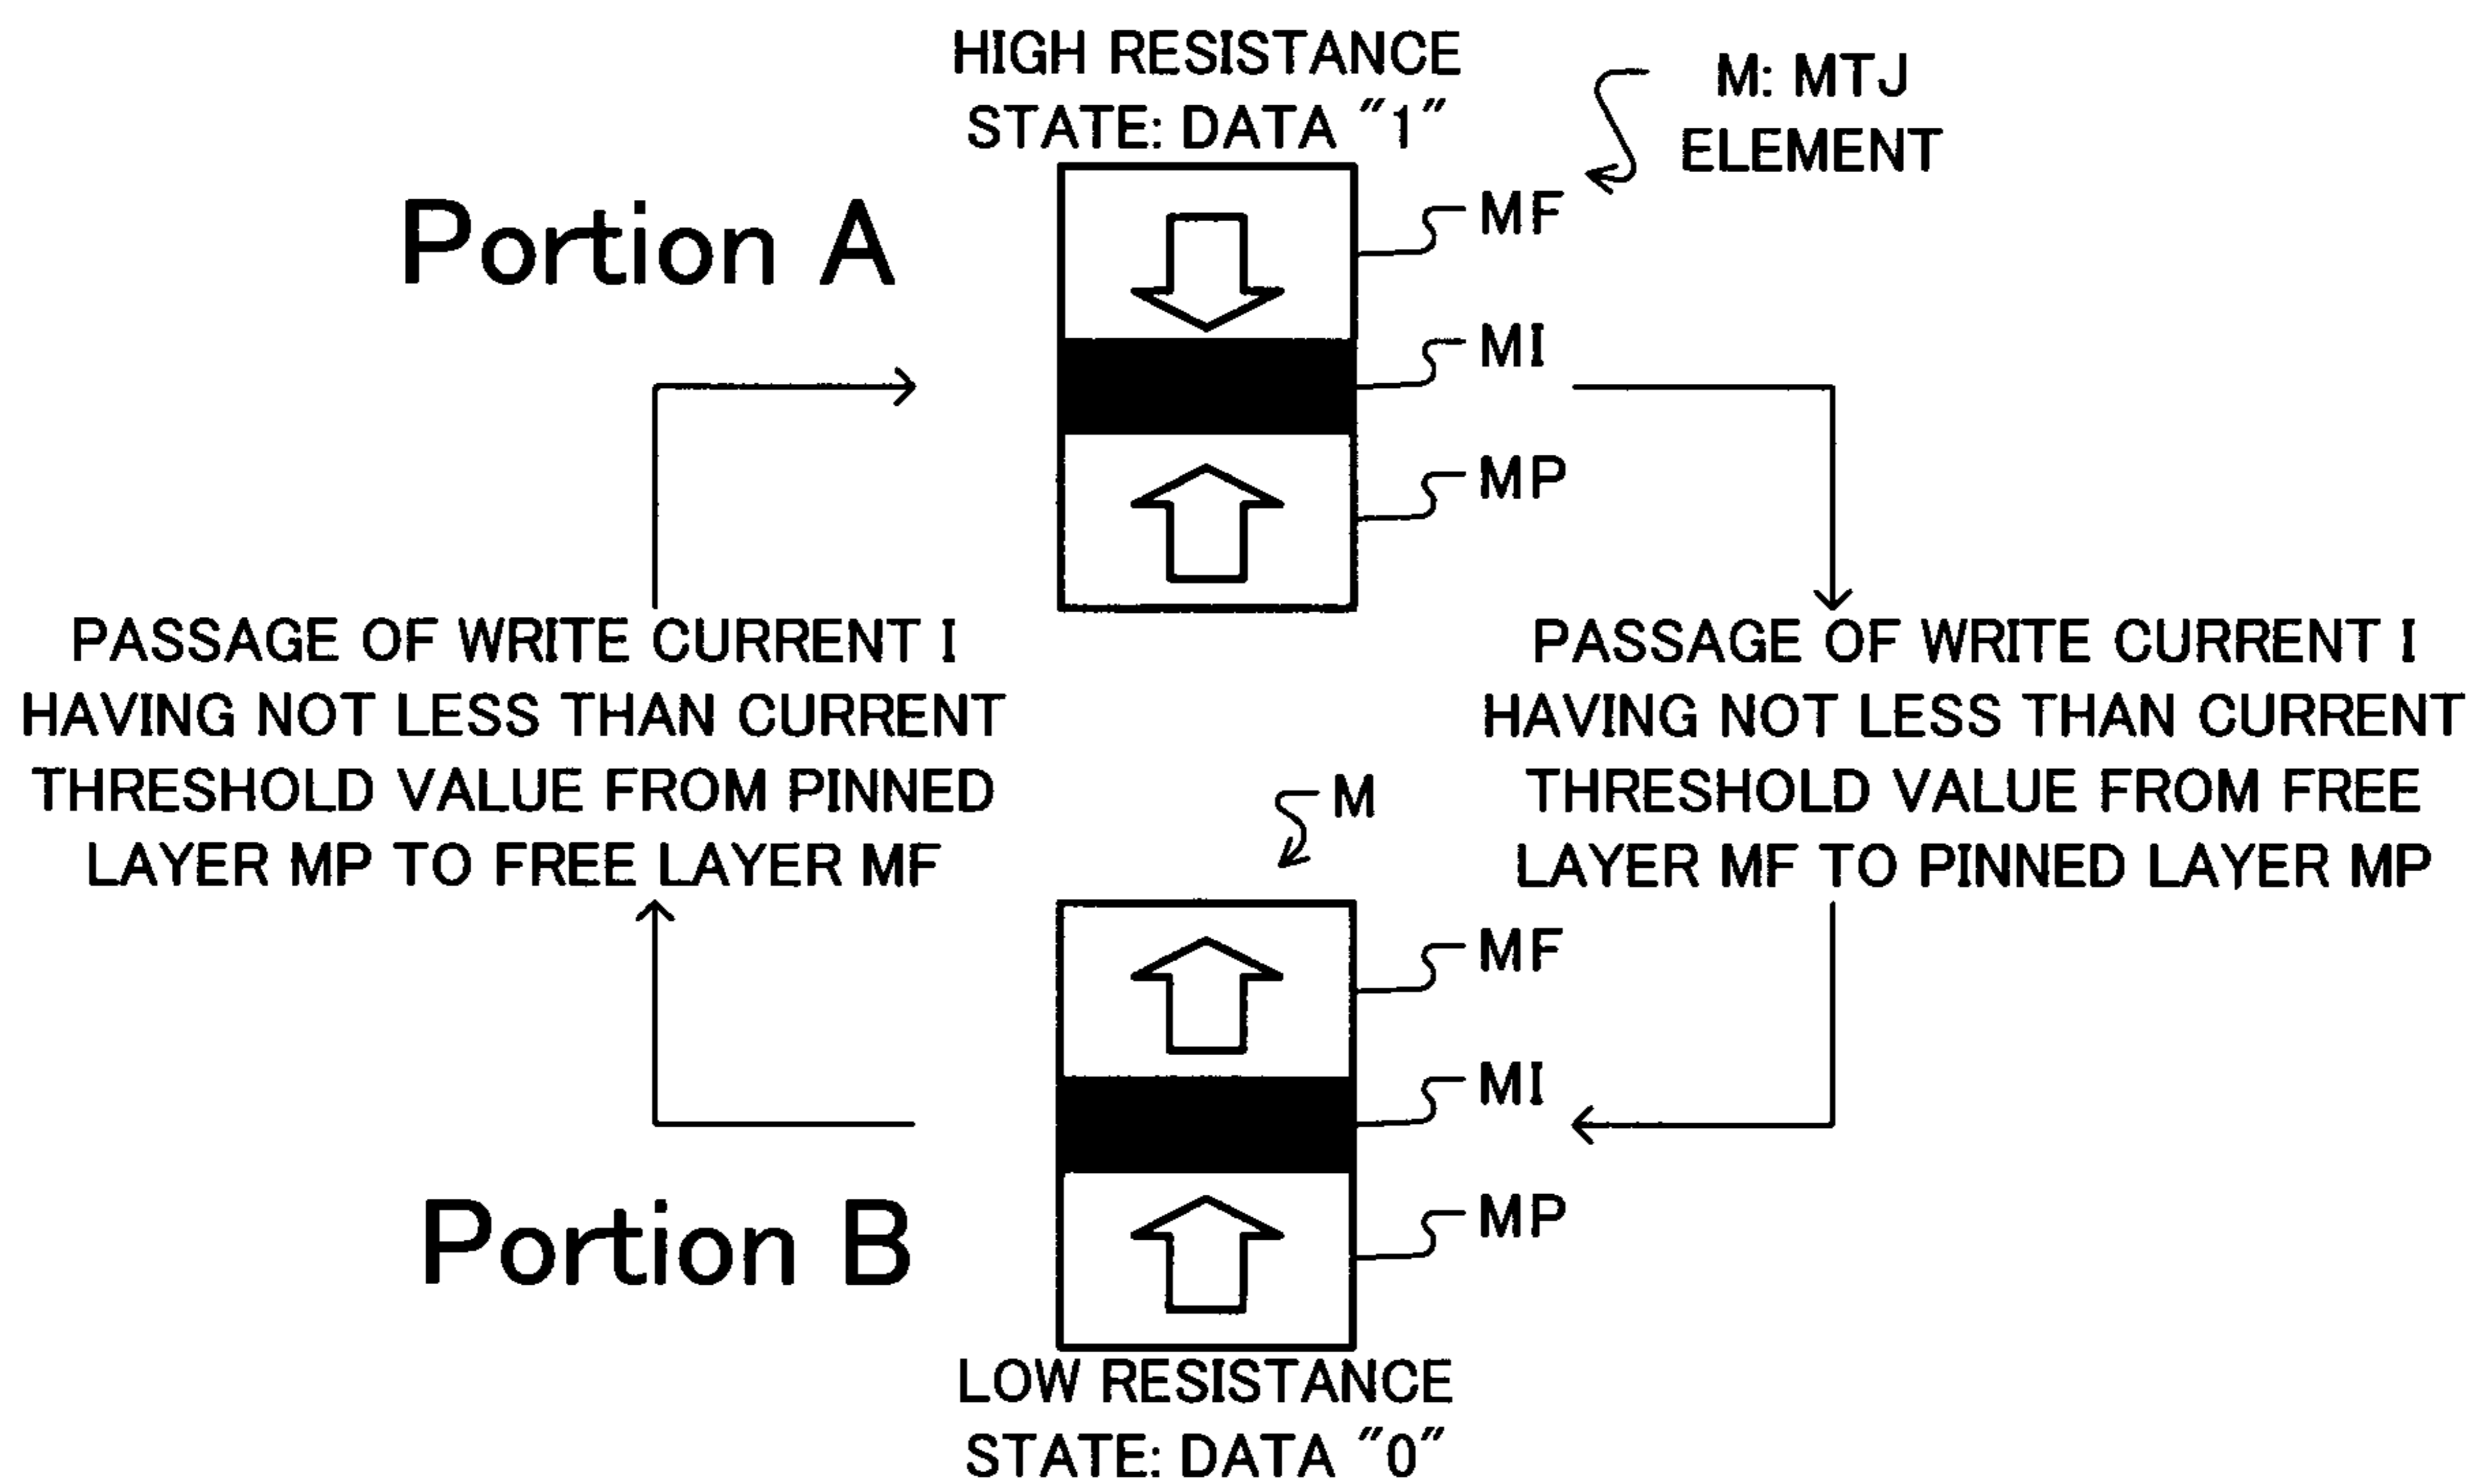 HIGH RESISTANCE
STATE: DATA "1"
M: MTJ
ELEMENT
Portion A
MF
MI
MP
PASSAGE OF WRITE CURRENT I
HAVING NOT LESS THAN CURRENT
THRESHOLD VALUE FROM PINNED
LAYER MP TO FREE LAYER MF
PASSAGE OF WRITE CURRENT I
HAVING NOT LESS THAN CURRENT
THRESHOLD VALUE FROM FREE
LAYER MF TO PINNED LAYER MP
M
MF
MI
MP
Portion B
LOW RESISTANCE
STATE: DATA "0"